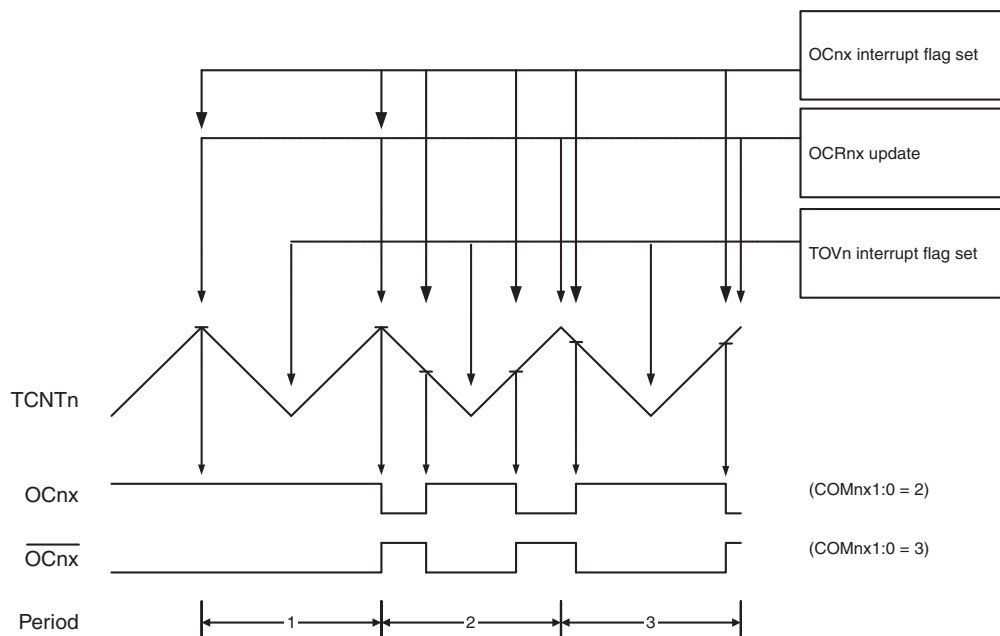 OCnx interrupt flag set
OCRnx update
TOVn interrupt flag set
TCNTn
OCnx
(COMnx1:0 = 2)
OCnx
(COMnx1:0 = 3)
Period
1
2
3